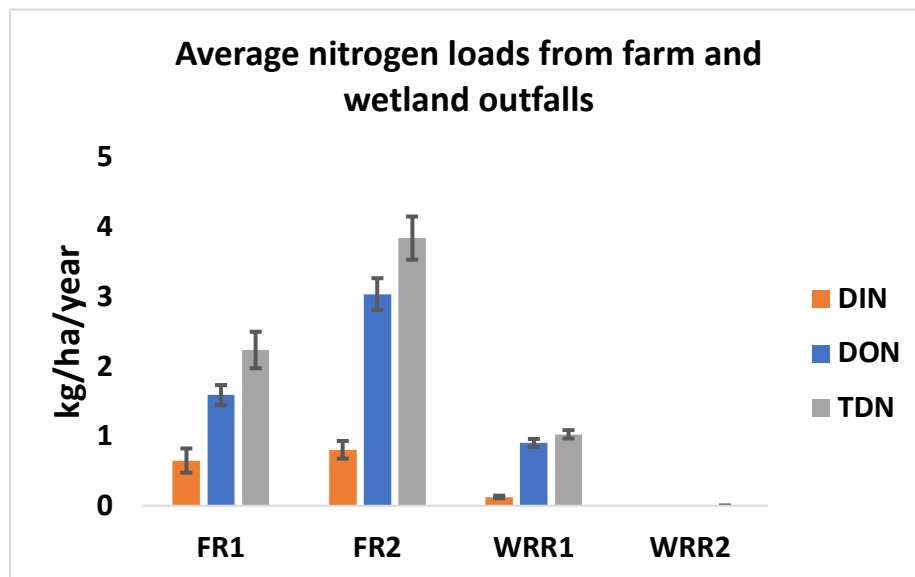 Average nitrogen loads from farm and
wetland outfalls
5
4
3
2
1
0
kg/ha/year
FR1 FR2 WRR1 WRR2
DIN
DON
TDN